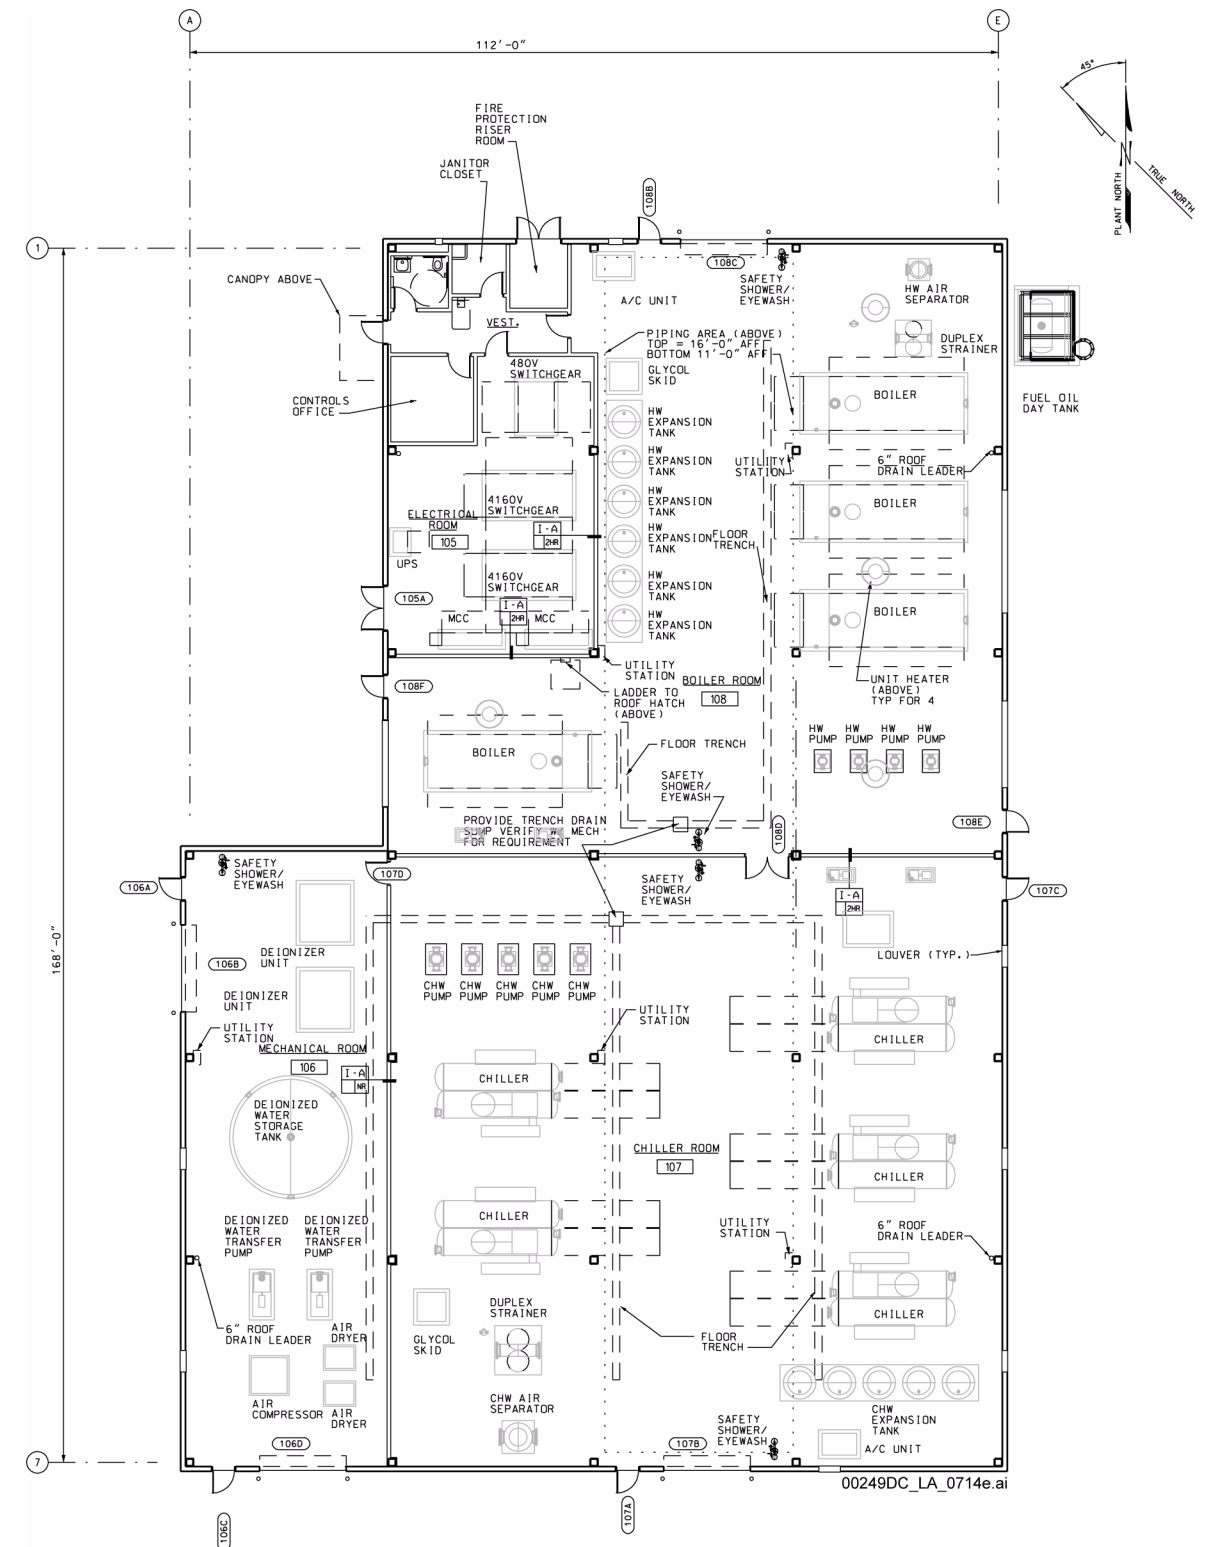 A
E
112'-0"
45°
PLANT NORTH
N
TRUE NORTH
FIRE
PROTECTION
RISER
ROOM
JANITOR
CLOSET
108B
1
108C
CANOPY ABOVE
SAFETY
SHOWER/
EYEWASH
HW AIR
SEPARATOR
A/C UNIT
VEST.
PIPING AREA (ABOVE)
TOP = 16'-0" AFF
BOTTOM 11'-0" AFF
DUPLEX
STRAINER
480V
SWITCHGEAR
GLYCOL
SKID
BOILER
FUEL OIL
DAY TANK
CONTROLS
OFFICE
HW
EXPANSION
TANK
HW
EXPANSION
TANK
UTILITY
STATION
6" ROOF
DRAIN LEADER
HW
EXPANSION
TANK
4160V
SWITCHGEAR
BOILER
ELECTRICAL
ROOM
105
I-A
2HR
HW
EXPANSION
TANK
FLOOR
TRENCH
UPS
4160V
SWITCHGEAR
HW
EXPANSION
TANK
105A
I-A
2HR
MCC
MCC
HW
EXPANSION
TANK
BOILER
UTILITY
STATION
BOILER ROOM
108
108F
LADDER TO
ROOF HATCH
(ABOVE)
UNIT HEATER
(ABOVE)
TYP FOR 4
HW
PUMP
HW
PUMP
HW
PUMP
HW
PUMP
BOILER
FLOOR TRENCH
SAFETY
SHOWER/
EYEWASH
PROVIDE TRENCH DRAIN
SUMP VERIFY W/ MECH
FOR REQUIREMENT
108D
108E
SAFETY
SHOWER/
EYEWASH
106A
107D
SAFETY
SHOWER/
EYEWASH
I-A
2HR
107C
168'-0"
DEIONIZER
UNIT
106B
LOUVER (TYP.)
DEIONIZER
UNIT
CHW
PUMP
CHW
PUMP
CHW
PUMP
CHW
PUMP
CHW
PUMP
UTILITY
STATION
UTILITY
STATION
MECHANICAL ROOM
106
I-A
NR
CHILLER
CHILLER
DEIONIZED
WATER
STORAGE
TANK
CHILLER ROOM
107
CHILLER
CHILLER
DEIONIZED
WATER
TRANSFER
PUMP
DEIONIZED
WATER
TRANSFER
PUMP
UTILITY
STATION
6" ROOF
DRAIN LEADER
6" ROOF
DRAIN LEADER
AIR
DRYER
GLYCOL
SKID
DUPLEX
STRAINER
FLOOR
TRENCH
CHILLER
AIR
COMPRESSOR
AIR
DRYER
CHW AIR
SEPARATOR
CHW
EXPANSION
TANK
SAFETY
SHOWER/
EYEWASH
A/C UNIT
106D
107B
7
106C
107A
00249DC_LA_0714e.ai